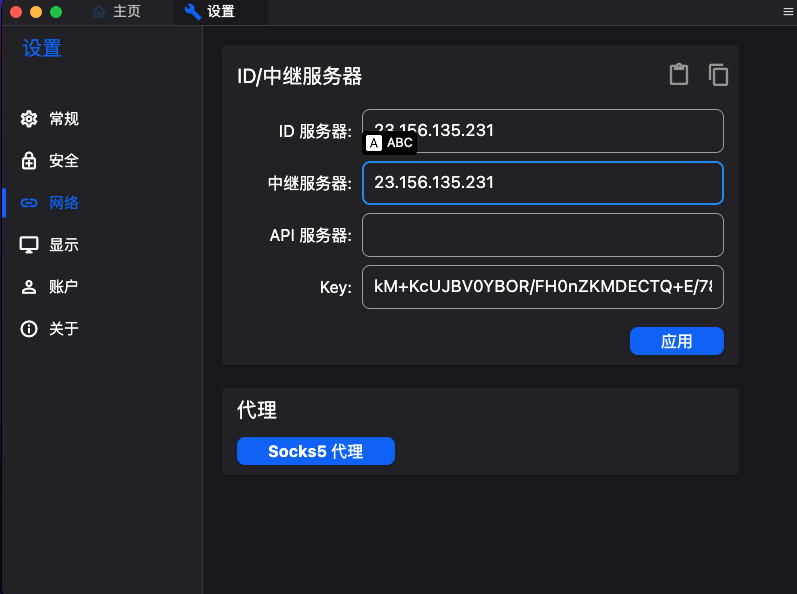 主页
设置
设置
常规
安全
网络
显示
账户
关于
ID/中继服务器
ID 服务器: 23.156.135.231
A ABC
中继服务器: 23.156.135.231
API 服务器:
Key: kM+KcUJBV0YBOR/FH0nZKMDECTQ+E/78
应用
代理
Socks5 代理